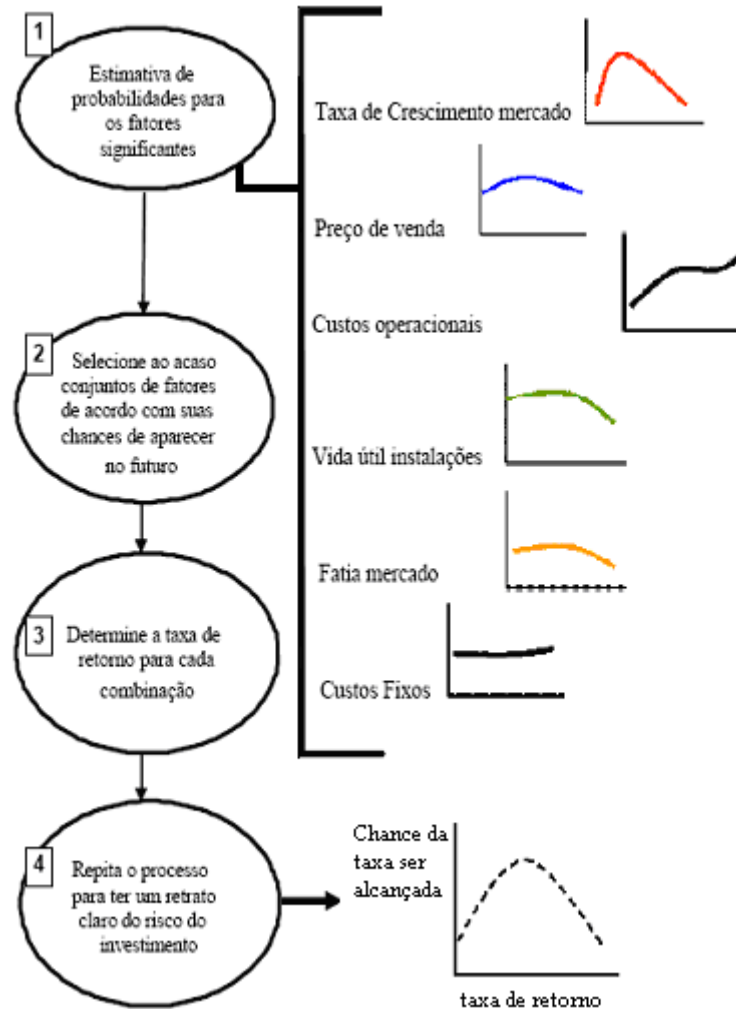 1
Estimativa de
probabilidades para
os fatores
significantes
Taxa de Crescimento mercado
Preço de venda
Custos operacionais
Vida útil instalações
Fatia mercado
Custos Fixos
2
Selecione ao acaso
conjuntos de fatores
de acordo com suas
chances de aparecer
no futuro
3
Determine a taxa de
retorno para cada
combinação
4
Repita o processo
para ter um retrato
claro do risco do
investimento
Chance da
taxa ser
alcançada
taxa de retorno